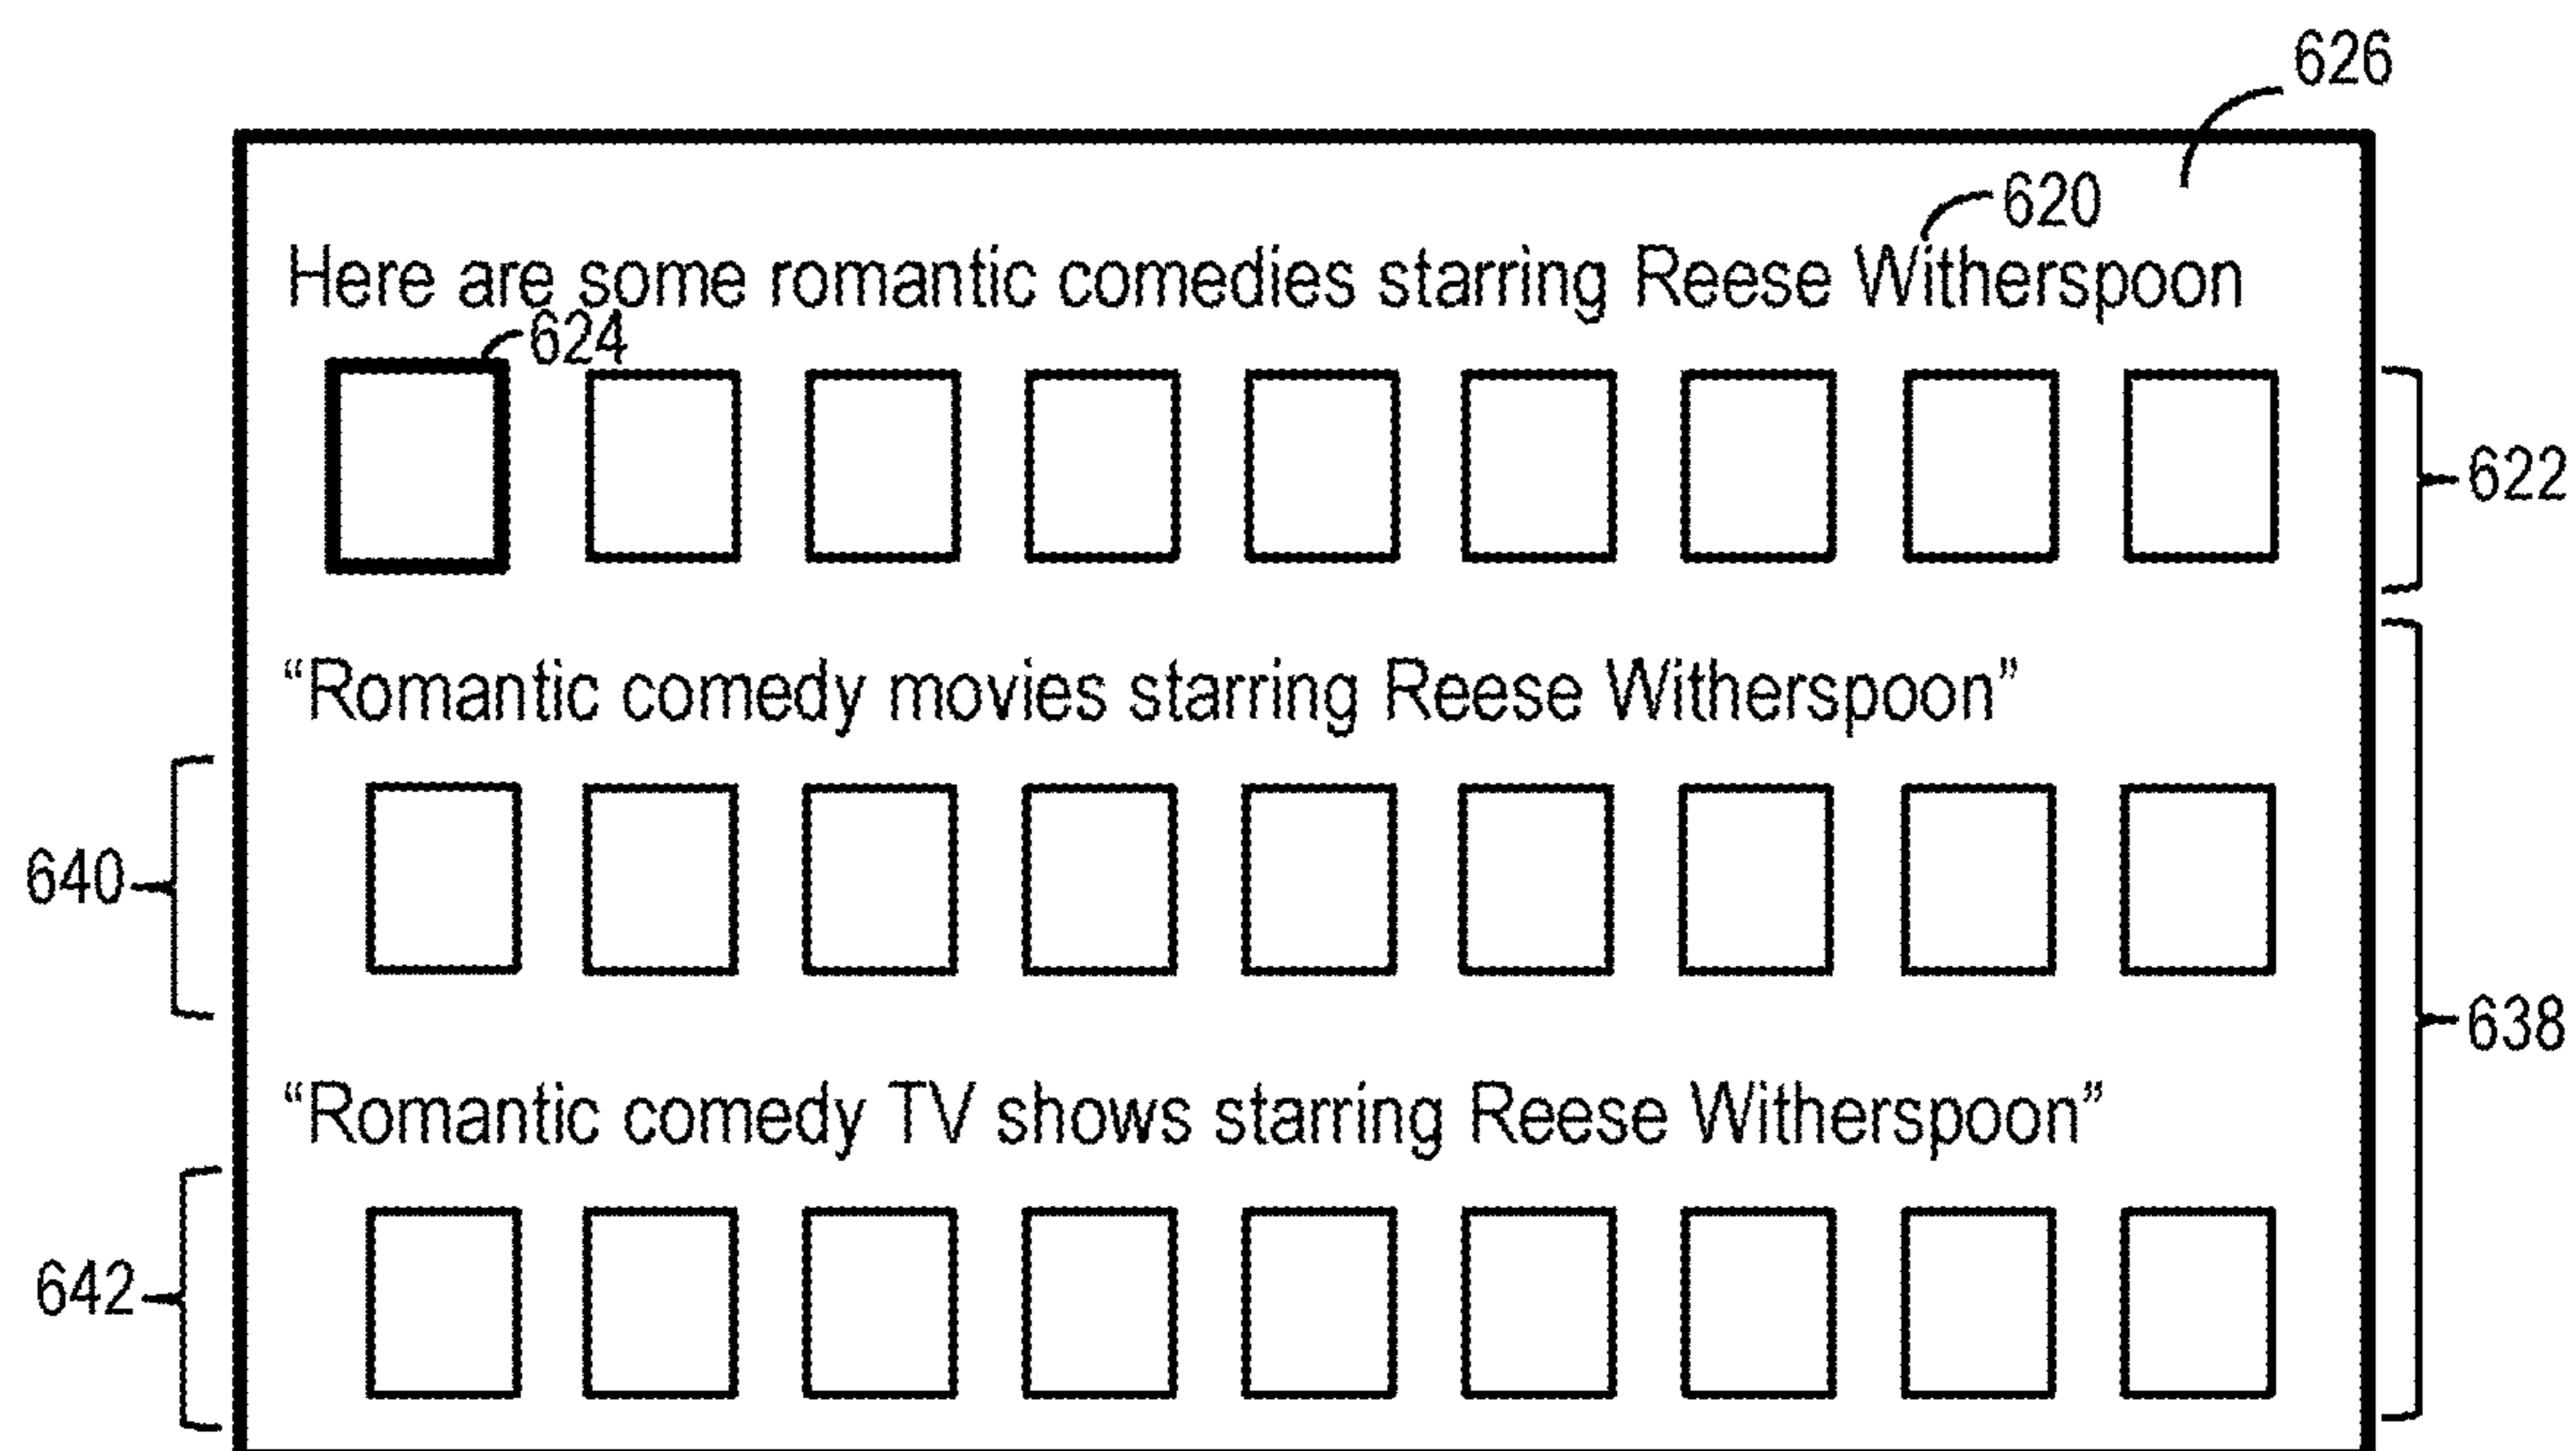 626
620
Here are some romantic comedies starring Reese Witherspoon
624
622
“Romantic comedy movies starring Reese Witherspoon”
640
638
“Romantic comedy TV shows starring Reese Witherspoon”
642